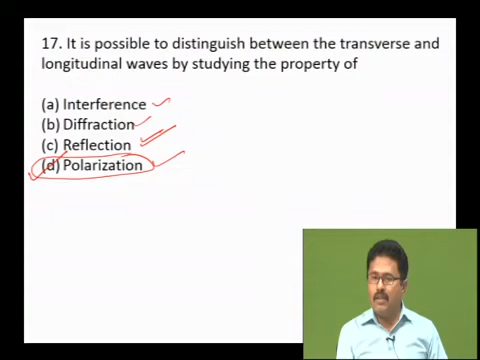 17. It is possible to distinguish between the transverse and
longitudinal waves by studying the property of
(a) Interference
(b) Diffraction
(c) Reflection
(d) Polarization